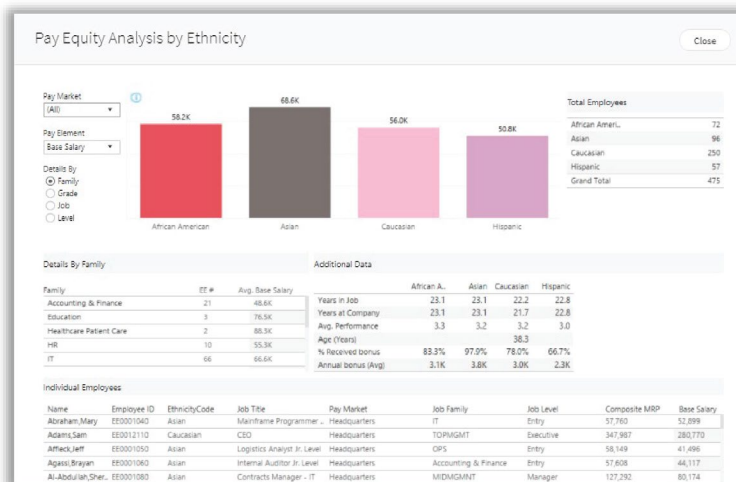 Pay Equity Analysis by Ethnicity
Close
Pay Market
(All)
Pay Element
Base Salary
Details By
Family
Grade
Job
Level
58.2K
68.6K
56.0K
50.8K
African American
Asian
Caucasian
Hispanic
Total Employees
African Ameri.. 72
Asian 96
Caucasian 250
Hispanic 57
Grand Total 475
Details By Family
Family EE # Avg. Base Salary
Accounting & Finance 21 48.6K
Education 3 76.5K
Healthcare Patient Care 2 88.5K
HR 10 55.3K
IT 66 66.6K
Additional Data
African A.. Asian Caucasian Hispanic
Years in Job 23.1 23.1 22.2 22.8
Years at Company 23.1 23.1 21.7 22.8
Avg. Performance 3.3 3.2 3.2 3.0
Age (Years) 38.3
% Received bonus 83.3% 97.9% 78.0% 66.7%
Annual bonus (Avg) 3.1K 3.8K 3.0K 2.3K
Individual Employees
Name Employee ID EthnicityCode Job Title Pay Market Job Family Job Level Composite MRP Base Salary
Abraham,Mary EE0001040 Asian Mainframe Programmer .. Headquarters IT Entry 57,760 52,899
Adams,Sam EE0012110 Caucasian CEO Headquarters TOPMGMT Executive 347,987 280,770
Affleck,Jeff EE0001050 Asian Logistics Analyst Jr. Level Headquarters OPS Entry 58,149 41,496
Agassi,Brayan EE0001060 Asian Internal Auditor Jr. Level Headquarters Accounting & Finance Entry 57,608 44,117
Al-Abdullah,Sher.. EE0001080 Asian Contracts Manager - IT Headquarters MIDMGMNT Manager 127,292 80,174